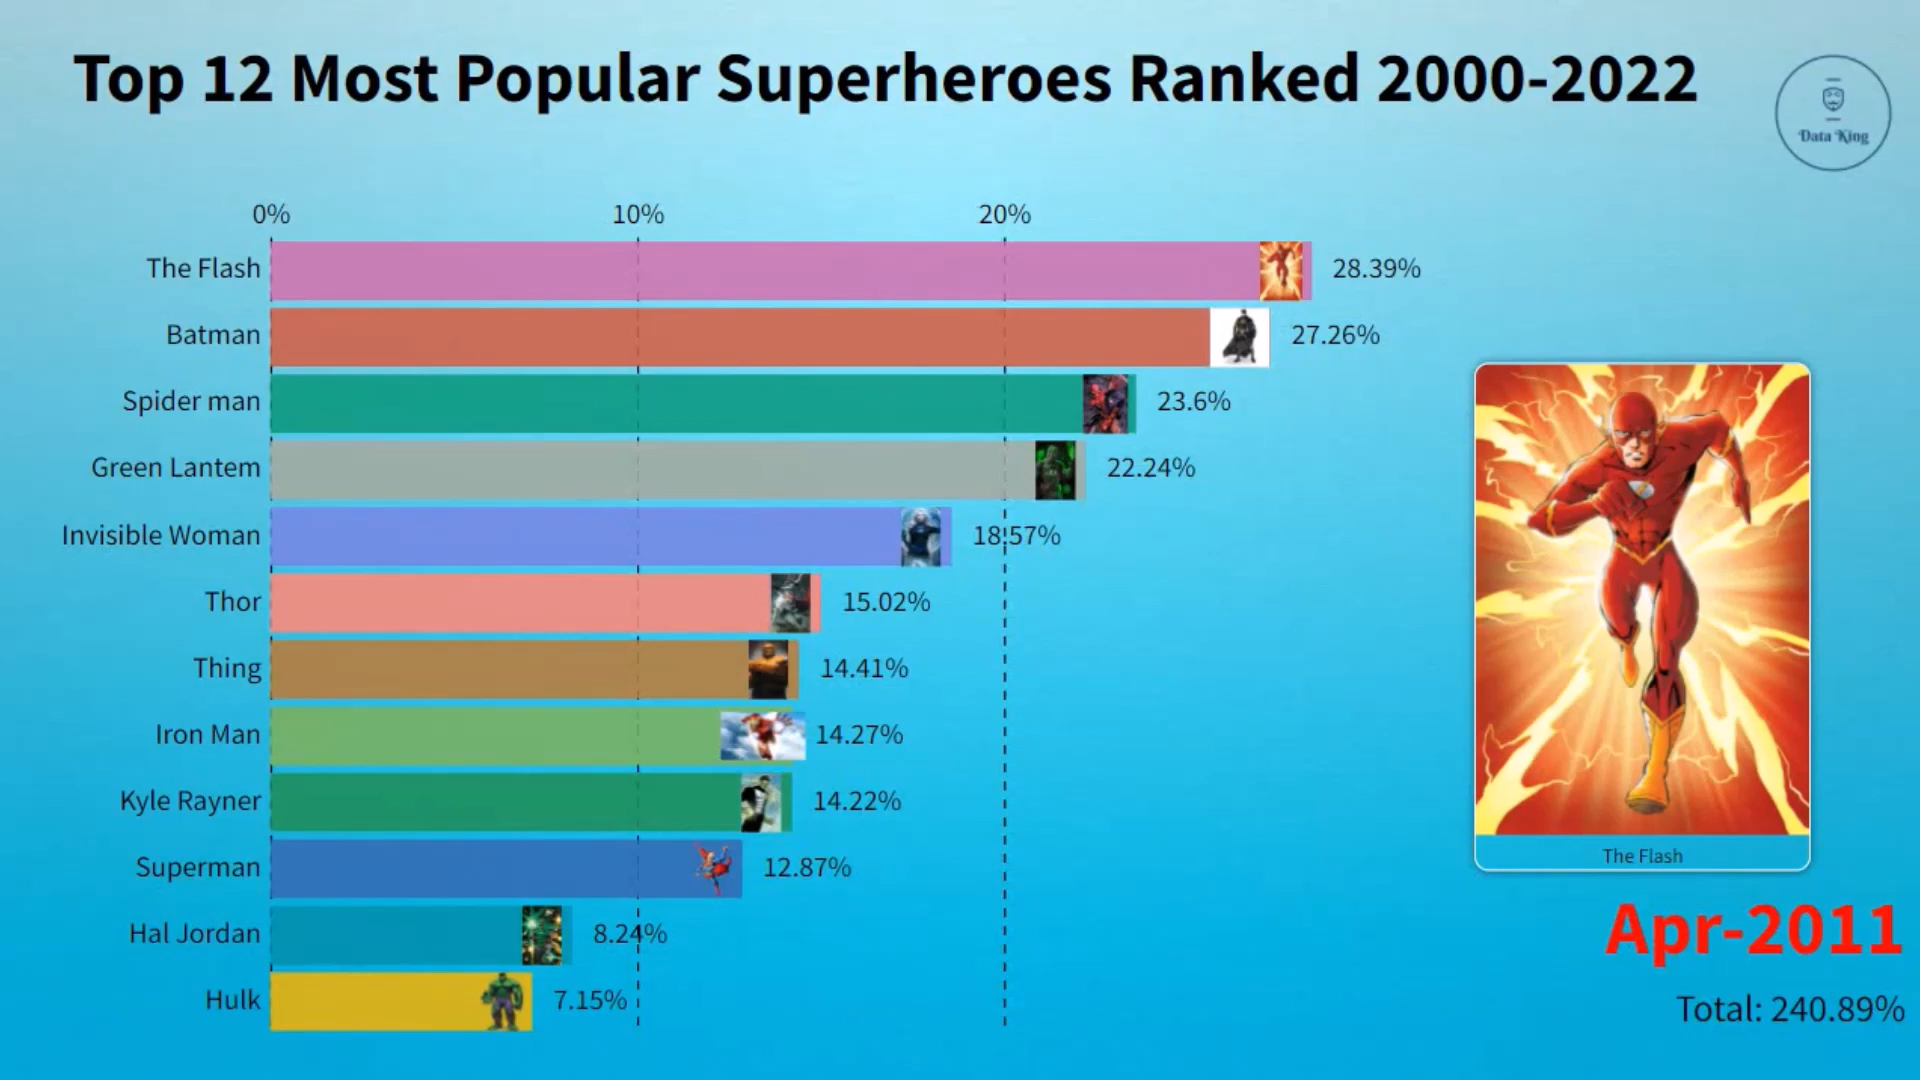 Top 12 Most Popular Superheroes Ranked 2000-2022
Data King
0% 10% 20%
The Flash 28.39%
Batman 27.26%
Spider man 23.6%
Green Lantem 22.24%
Invisible Woman 18.57%
Thor 15.02%
Thing 14.41%
Iron Man 14.27%
Kyle Rayner 14.22%
Superman 12.87%
Hal Jordan 8.24%
Hulk 7.15%
The Flash
Apr-2011
Total: 240.89%